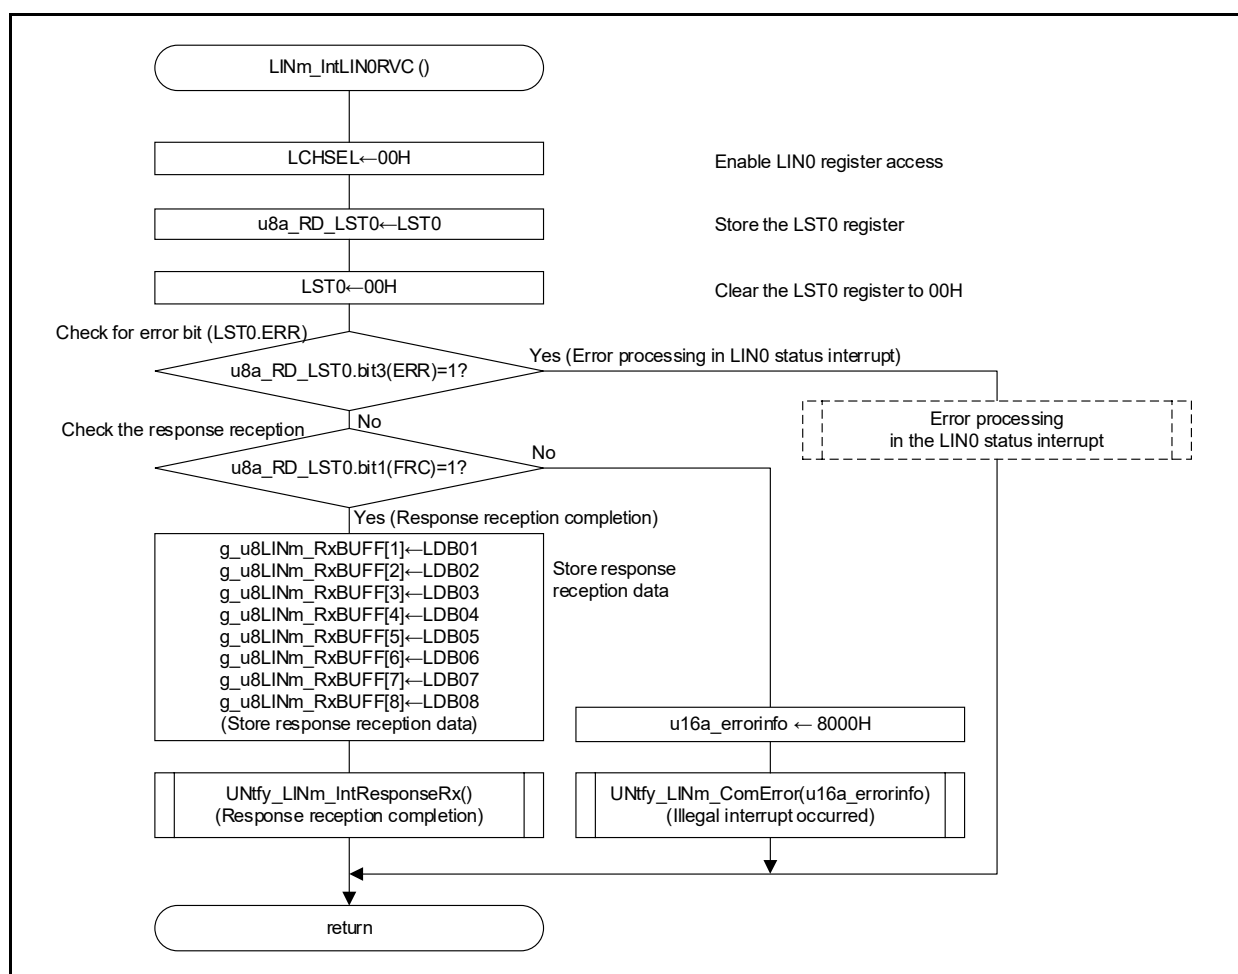 LINm_IntLIN0RVC ()
LCHSEL←00H
Enable LIN0 register access
u8a_RD_LST0←LST0
Store the LST0 register
LST0←00H
Clear the LST0 register to 00H
Check for error bit (LST0.ERR)
Yes (Error processing in LIN0 status interrupt)
u8a_RD_LST0.bit3(ERR)=1?
Error processing
in the LIN0 status interrupt
No
Check the response reception
No
u8a_RD_LST0.bit1(FRC)=1?
Yes (Response reception completion)
g_u8LINm_RxBUFF[1]←LDB01
g_u8LINm_RxBUFF[2]←LDB02
g_u8LINm_RxBUFF[3]←LDB03
g_u8LINm_RxBUFF[4]←LDB04
g_u8LINm_RxBUFF[5]←LDB05
g_u8LINm_RxBUFF[6]←LDB06
g_u8LINm_RxBUFF[7]←LDB07
g_u8LINm_RxBUFF[8]←LDB08
(Store response reception data)
Store response
reception data
u16a_errorinfo ← 8000H
UNtfy_LINm_IntResponseRx()
(Response reception completion)
UNtfy_LINm_ComError(u16a_errorinfo)
(Illegal interrupt occurred)
return